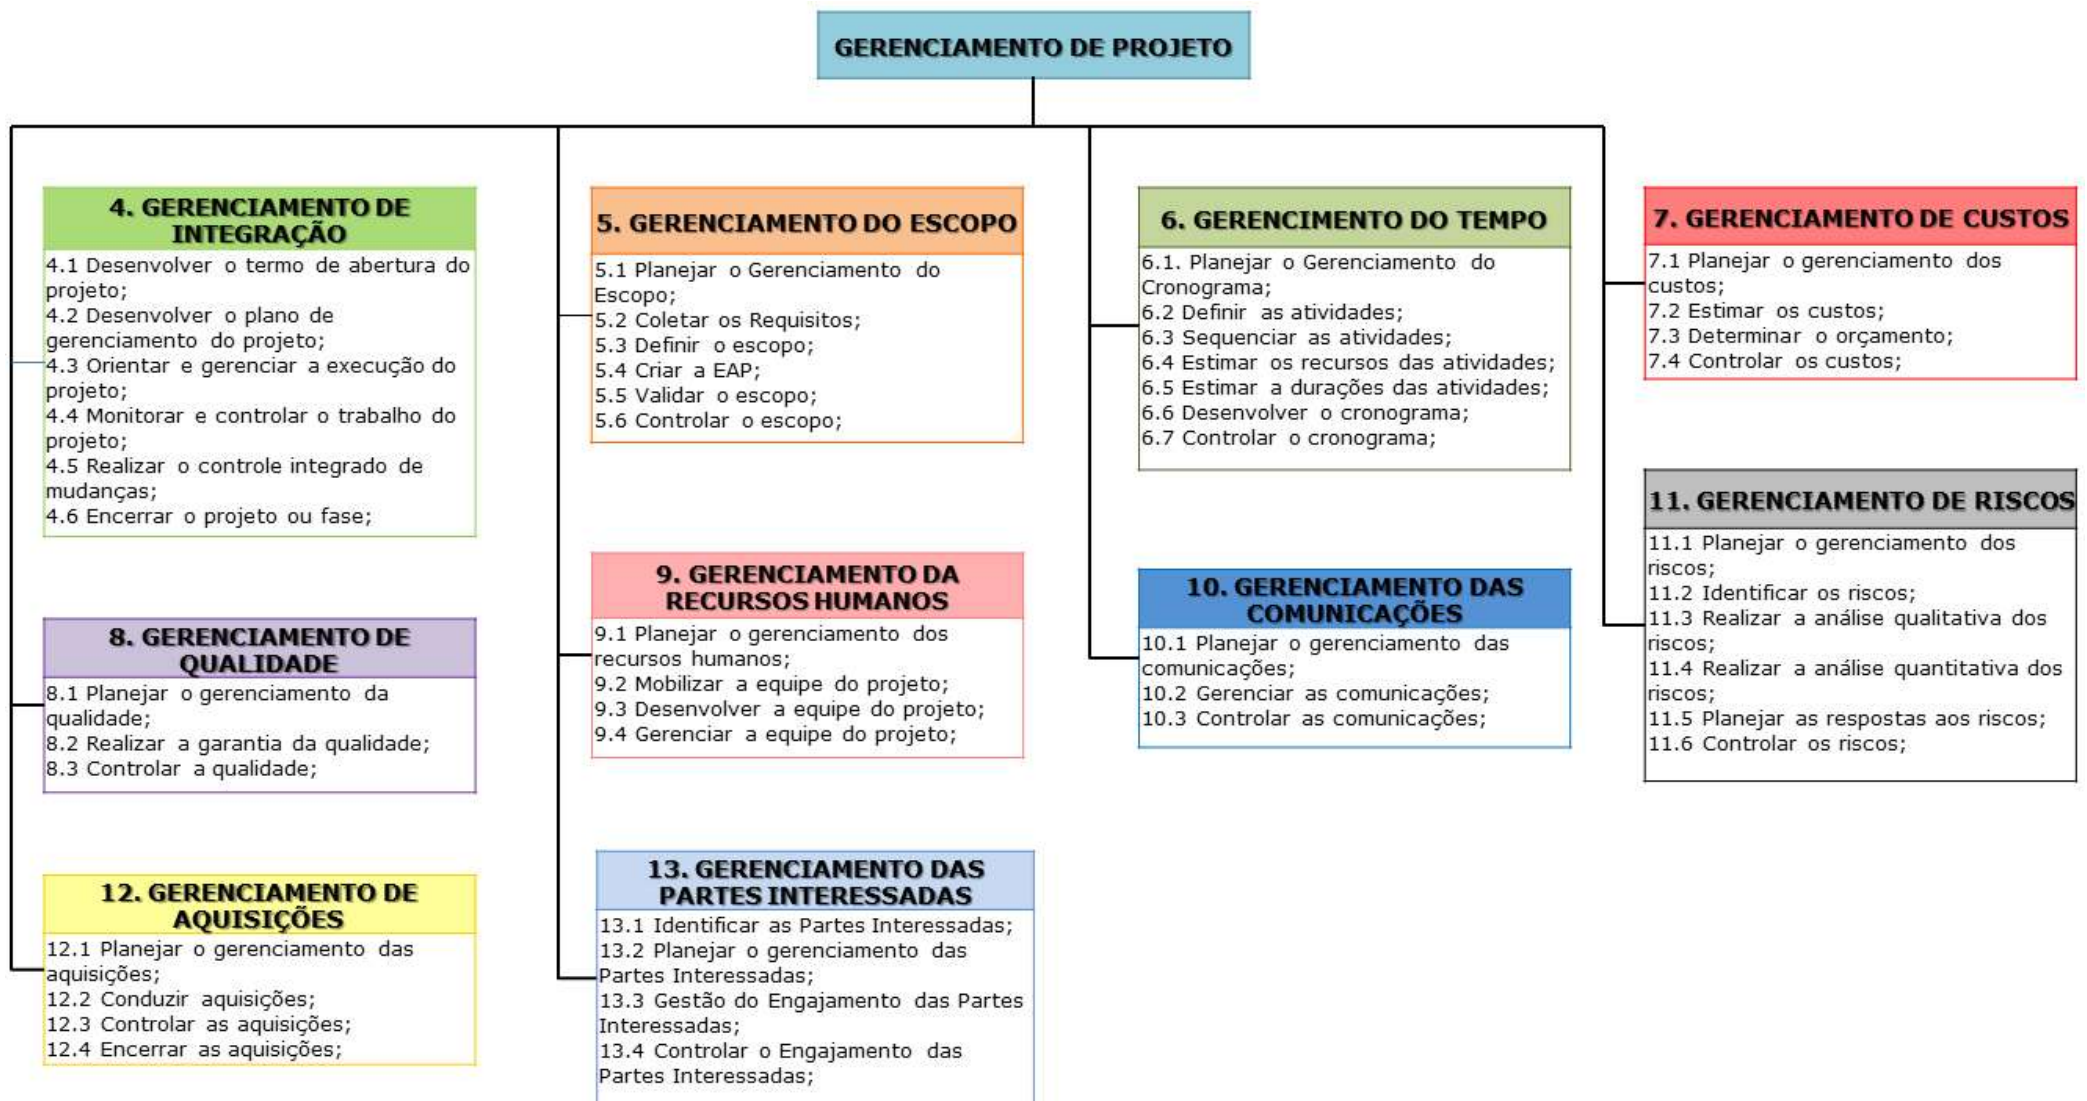 GERENCIAMENTO DE PROJETO
4. GERENCIAMENTO DE
INTEGRAÇÃO
4.1 Desenvolver o termo de abertura do
projeto;
4.2 Desenvolver o plano de
gerenciamento do projeto;
4.3 Orientar e gerenciar a execução do
projeto;
4.4 Monitorar e controlar o trabalho do
projeto;
4.5 Realizar o controle integrado de
mudanças;
4.6 Encerrar o projeto ou fase;
5. GERENCIAMENTO DO ESCOPO
5.1 Planejar o Gerenciamento do
Escopo;
5.2 Coletar os Requisitos;
5.3 Definir o escopo;
5.4 Criar a EAP;
5.5 Validar o escopo;
5.6 Controlar o escopo;
6. GERENCIMENTO DO TEMPO
6.1. Planejar o Gerenciamento do
Cronograma;
6.2 Definir as atividades;
6.3 Sequenciar as atividades;
6.4 Estimar os recursos das atividades;
6.5 Estimar a durações das atividades;
6.6 Desenvolver o cronograma;
6.7 Controlar o cronograma;
7. GERENCIAMENTO DE CUSTOS
7.1 Planejar o gerenciamento dos
custos;
7.2 Estimar os custos;
7.3 Determinar o orçamento;
7.4 Controlar os custos;
8. GERENCIAMENTO DE
QUALIDADE
8.1 Planejar o gerenciamento da
qualidade;
8.2 Realizar a garantia da qualidade;
8.3 Controlar a qualidade;
9. GERENCIAMENTO DA
RECURSOS HUMANOS
9.1 Planejar o gerenciamento dos
recursos humanos;
9.2 Mobilizar a equipe do projeto;
9.3 Desenvolver a equipe do projeto;
9.4 Gerenciar a equipe do projeto;
10. GERENCIAMENTO DAS
COMUNICAÇÕES
10.1 Planejar o gerenciamento das
comunicações;
10.2 Gerenciar as comunicações;
10.3 Controlar as comunicações;
11. GERENCIAMENTO DE RISCOS
11.1 Planejar o gerenciamento dos
riscos;
11.2 Identificar os riscos;
11.3 Realizar a análise qualitativa dos
riscos;
11.4 Realizar a análise quantitativa dos
riscos;
11.5 Planejar as respostas aos riscos;
11.6 Controlar os riscos;
12. GERENCIAMENTO DE
AQUISIÇÕES
12.1 Planejar o gerenciamento das
aquisições;
12.2 Conduzir aquisições;
12.3 Controlar as aquisições;
12.4 Encerrar as aquisições;
13. GERENCIAMENTO DAS
PARTES INTERESSADAS
13.1 Identificar as Partes Interessadas;
13.2 Planejar o gerenciamento das
Partes Interessadas;
13.3 Gestão do Engajamento das Partes
Interessadas;
13.4 Controlar o Engajamento das
Partes Interessadas;